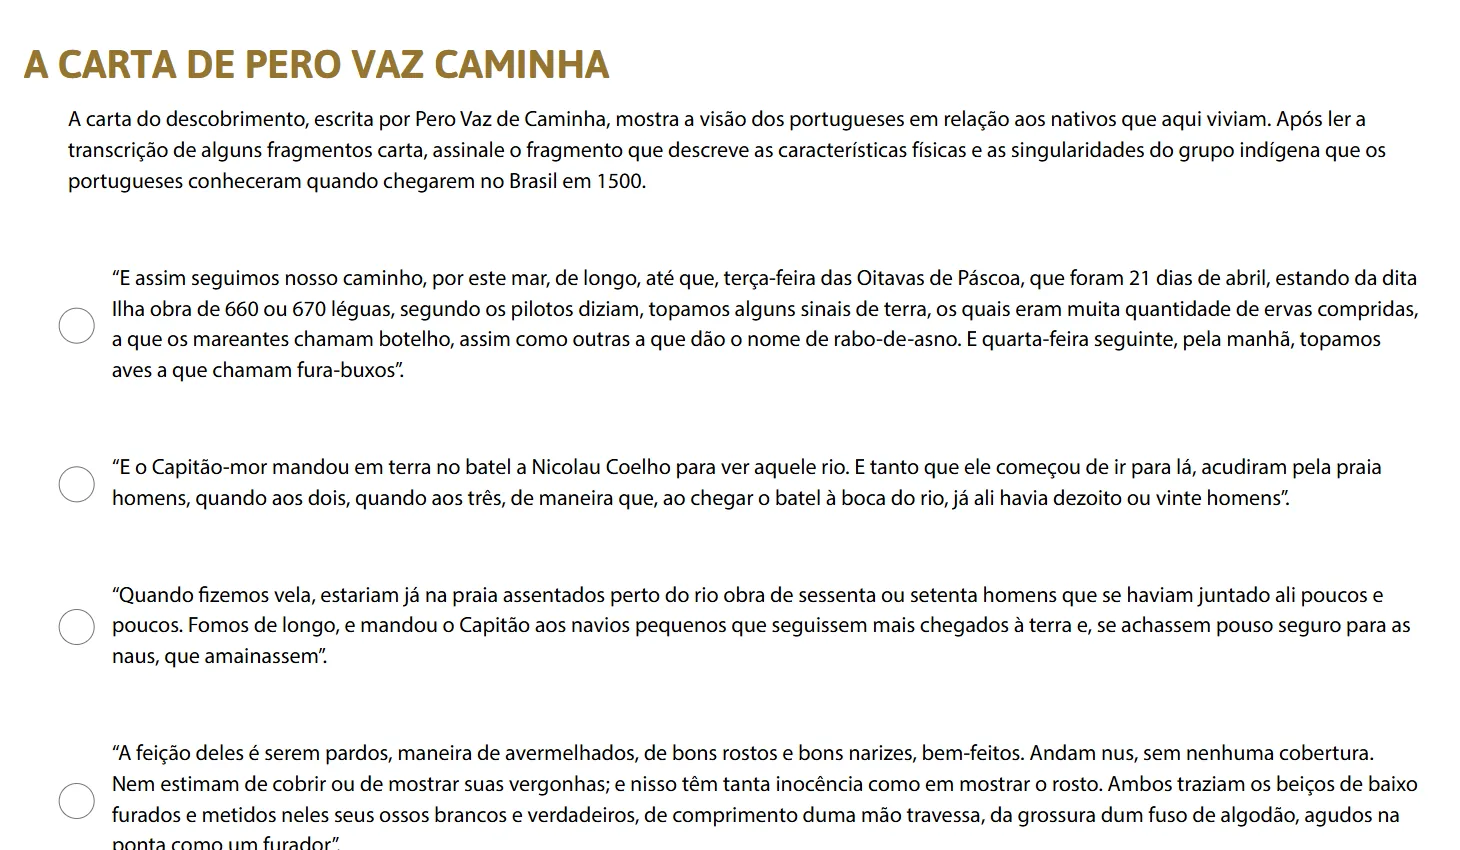 A CARTA DE PERO VAZ CAMINHA
A carta do descobrimento, escrita por Pero Vaz de Caminha, mostra a visão dos portugueses em relação aos nativos que aqui viviam. Após ler a
transcrição de alguns fragmentos carta, assinale o fragmento que descreve as características físicas e as singularidades do grupo indígena que os
portugueses conheceram quando chegarem no Brasil em 1500.
“E assim seguimos nosso caminho, por este mar, de longo, até que, terça-feira das Oitavas de Páscoa, que foram 21 dias de abril, estando da dita
Ilha obra de 660 ou 670 léguas, segundo os pilotos diziam, topamos alguns sinais de terra, os quais eram muita quantidade de ervas compridas,
a que os mareantes chamam botelho, assim como outras a que dão o nome de rabo-de-asno. E quarta-feira seguinte, pela manhã, topamos
aves a que chamam fura-buxos”.
“E o Capitão-mor mandou em terra no batel a Nicolau Coelho para ver aquele rio. E tanto que ele começou de ir para lá, acudiram pela praia
homens, quando aos dois, quando aos três, de maneira que, ao chegar o batel à boca do rio, já ali havia dezoito ou vinte homens”.
“Quando fizemos vela, estariam já na praia assentados perto do rio obra de sessenta ou setenta homens que se haviam juntado ali poucos e
poucos. Fomos de longo, e mandou o Capitão aos navios pequenos que seguissem mais chegados à terra e, se achassem pouso seguro para as
naus, que amainassem”.
“A feição deles é serem pardos, maneira de avermelhados, de bons rostos e bons narizes, bem-feitos. Andam nus, sem nenhuma cobertura.
Nem estimam de cobrir ou de mostrar suas vergonhas; e nisso têm tanta inocência como em mostrar o rosto. Ambos traziam os beiços de baixo
furados e metidos neles seus ossos brancos e verdadeiros, de comprimento duma mão travessa, da grossura dum fuso de algodão, agudos na
ponta como um furador”.